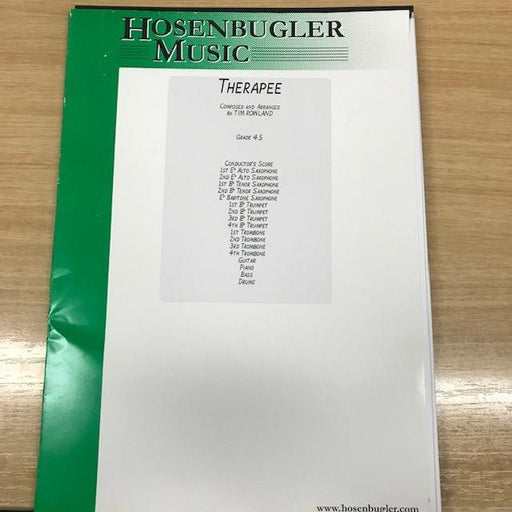 HOSENBUGLER
MUSIC
THERAPEE
COMPOSED AND ARRANGED
BY TIM ROWLAND
GRADE 4.5
CONDUCTOR'S SCORE
1ST E♭ ALTO SAXOPHONE
2ND E♭ ALTO SAXOPHONE
1ST B♭ TENOR SAXOPHONE
2ND B♭ TENOR SAXOPHONE
E♭ BARITONE SAXOPHONE
1ST B♭ TRUMPET
2ND B♭ TRUMPET
3RD B♭ TRUMPET
4TH B♭ TRUMPET
1ST TROMBONE
2ND TROMBONE
3RD TROMBONE
4TH TROMBONE
GUITAR
PIANO
BASS
DRUMS
www.hosenbugler.com